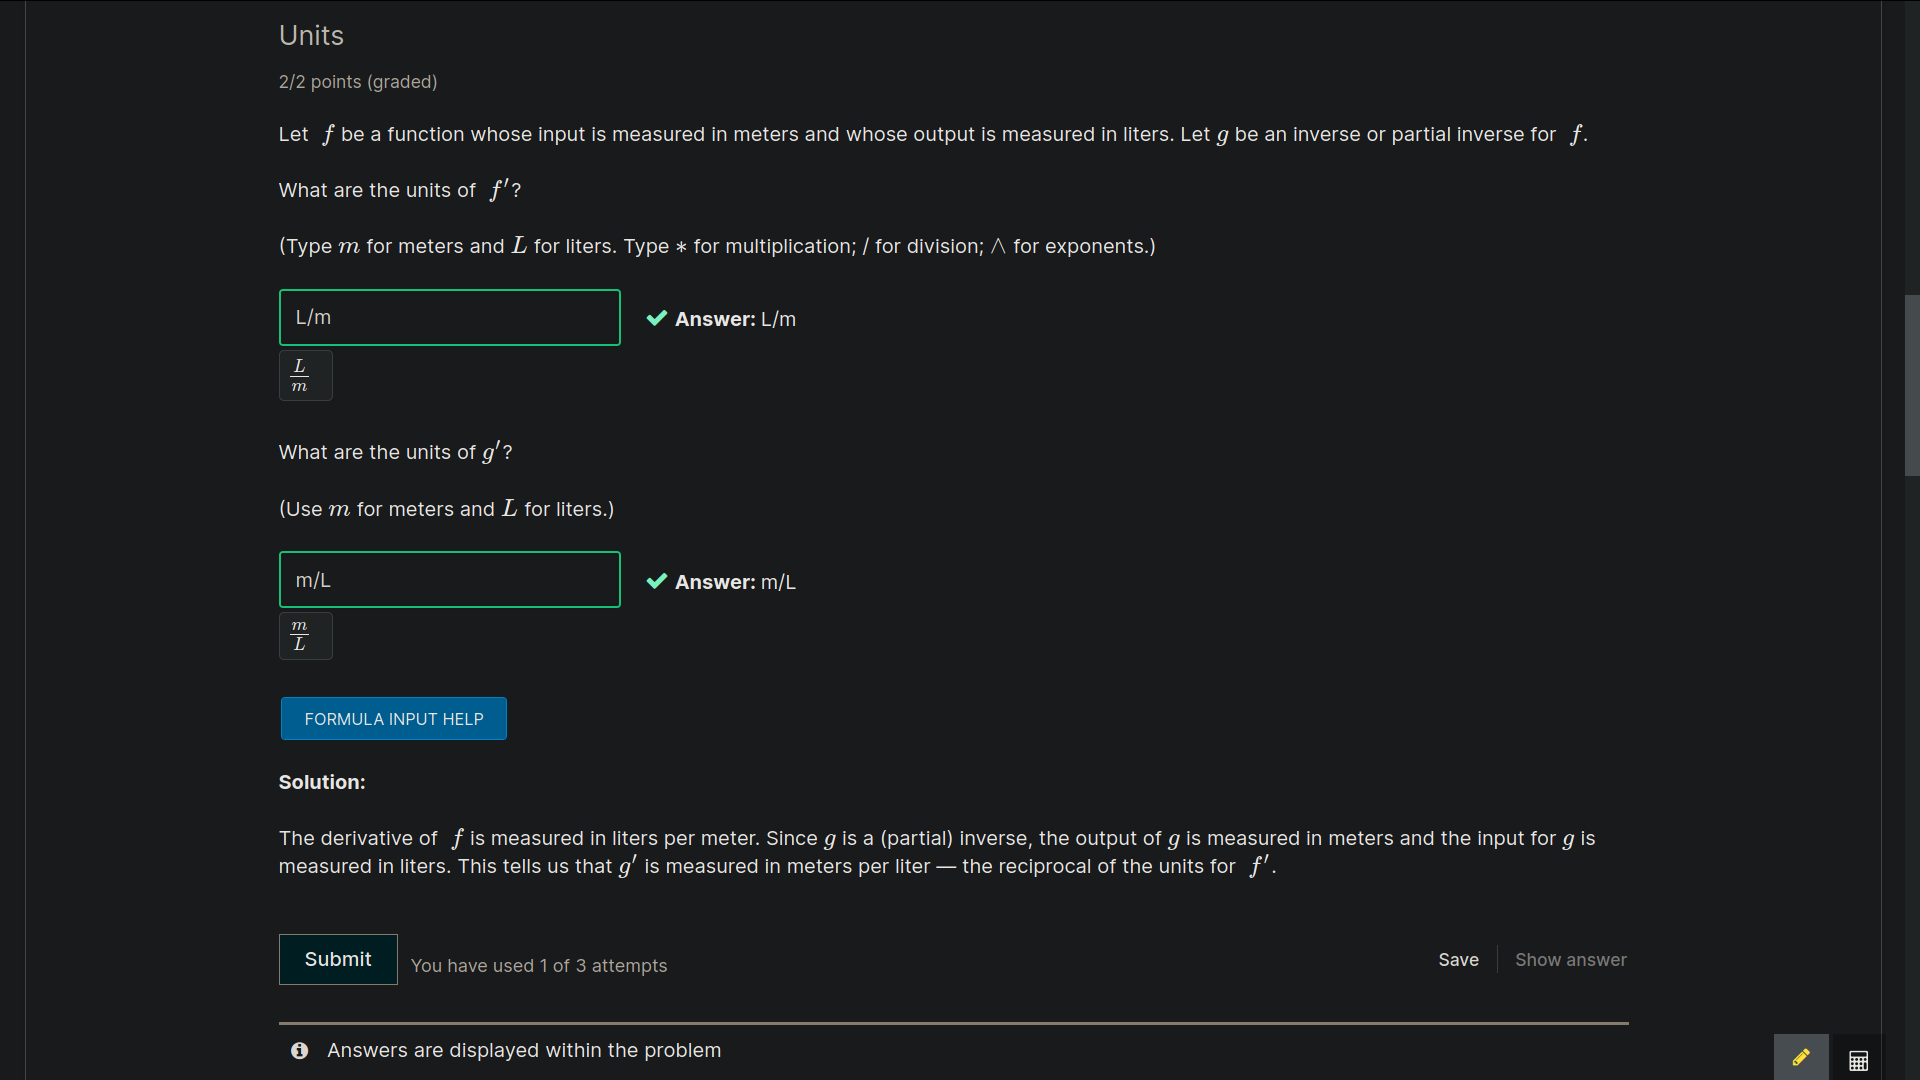 Units
2/2 points (graded)
Let f be a function whose input is measured in meters and whose output is measured in liters. Let g be an inverse or partial inverse for f.
What are the units of f′?
(Type m for meters and L for liters. Type ∗ for multiplication; / for division; ∧ for exponents.)
L/m
✔ Answer: L/m
L
m
What are the units of g′?
(Use m for meters and L for liters.)
m/L
✔ Answer: m/L
m
L
FORMULA INPUT HELP
Solution:
The derivative of f is measured in liters per meter. Since g is a (partial) inverse, the output of g is measured in meters and the input for g is
measured in liters. This tells us that g′ is measured in meters per liter — the reciprocal of the units for f′.
Submit
You have used 1 of 3 attempts
Save
Show answer
Answers are displayed within the problem